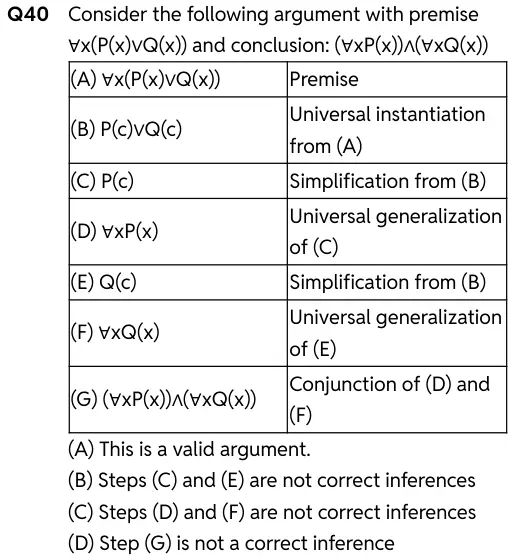 Q40 Consider the following argument with premise
∀x(P(x)∨Q(x)) and conclusion: (∀xP(x))∧(∀xQ(x))
(A) ∀x(P(x)∨Q(x)) Premise
(B) P(c)∨Q(c) Universal instantiation
from (A)
(C) P(c) Simplification from (B)
(D) ∀xP(x) Universal generalization
of (C)
(E) Q(c) Simplification from (B)
(F) ∀xQ(x) Universal generalization
of (E)
(G) (∀xP(x))∧(∀xQ(x)) Conjunction of (D) and
(F)
(A) This is a valid argument.
(B) Steps (C) and (E) are not correct inferences
(C) Steps (D) and (F) are not correct inferences
(D) Step (G) is not a correct inference